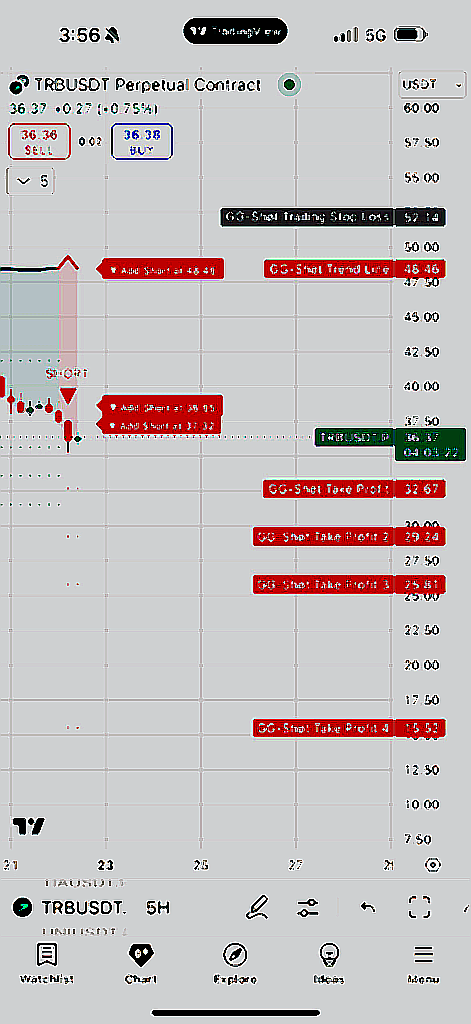 3:56
TradingView
5G
TRBUSDT Perpetual Contract
USDT
36.37 +0.27 (+0.75%)
60.00
36.36
SELL
0.02
36.38
BUY
57.50
5
55.00
GG-Shot Trading Stop Loss 52.14
50.00
GG-Shot Trend Line 48.46
Add Short at 48.46
47.50
45.00
42.50
SHORT
40.00
Add Short at
Add Short at 37.32
37.50
TRBUSDT.P 36.37
04:03:22
GG-Shot Take Profit 32.67
30.00
GG-Shot Take Profit 2 29.24
27.50
GG-Shot Take Profit 3 25.81
25.00
22.50
20.00
17.50
GG-Shot Take Profit 4 15.52
12.50
10.00
7.50
21 23 25 27
TRBUSDT. 5H
Watchlist Chart Explore Ideas Menu